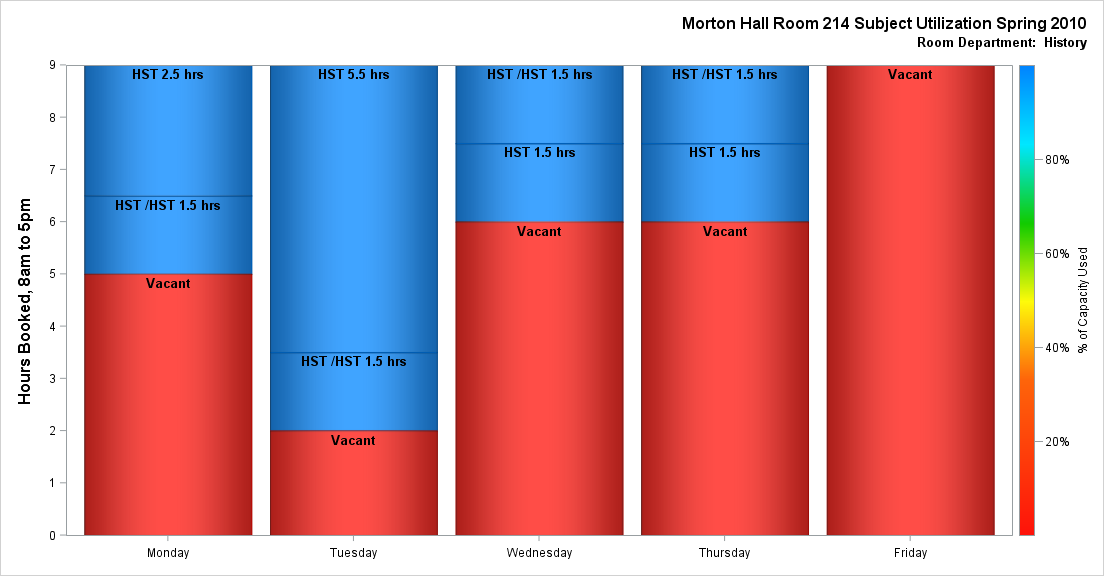 Morton Hall Room 214 Subject Utilization Spring 2010
Room Department: History
Hours Booked, 8am to 5pm
9
8
7
6
5
4
3
2
1
0
HST 2.5 hrs
HST /HST 1.5 hrs
Vacant
HST 5.5 hrs
HST /HST 1.5 hrs
Vacant
HST /HST 1.5 hrs
HST 1.5 hrs
Vacant
HST /HST 1.5 hrs
HST 1.5 hrs
Vacant
Vacant
Monday
Tuesday
Wednesday
Thursday
Friday
80%
60%
40%
20%
% of Capacity Used